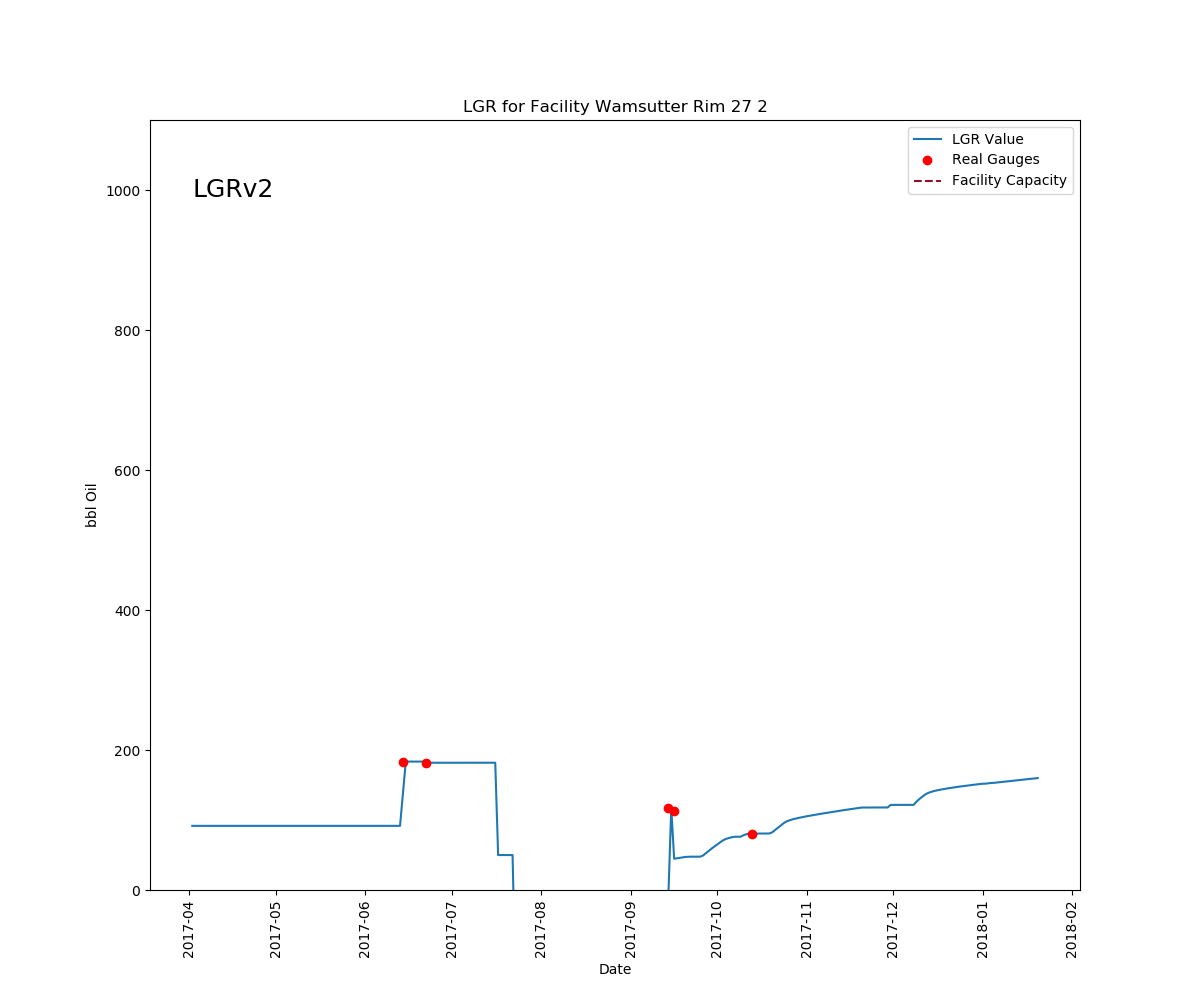 LGR for Facility Wamsutter Rim 27 2
LGR Value
Real Gauges
Facility Capacity
LGRv2
1000
800
600
400
200
0
bbl Oil
2017-04
2017-05
2017-06
2017-07
2017-08
2017-09
2017-10
2017-11
2017-12
2018-01
2018-02
Date